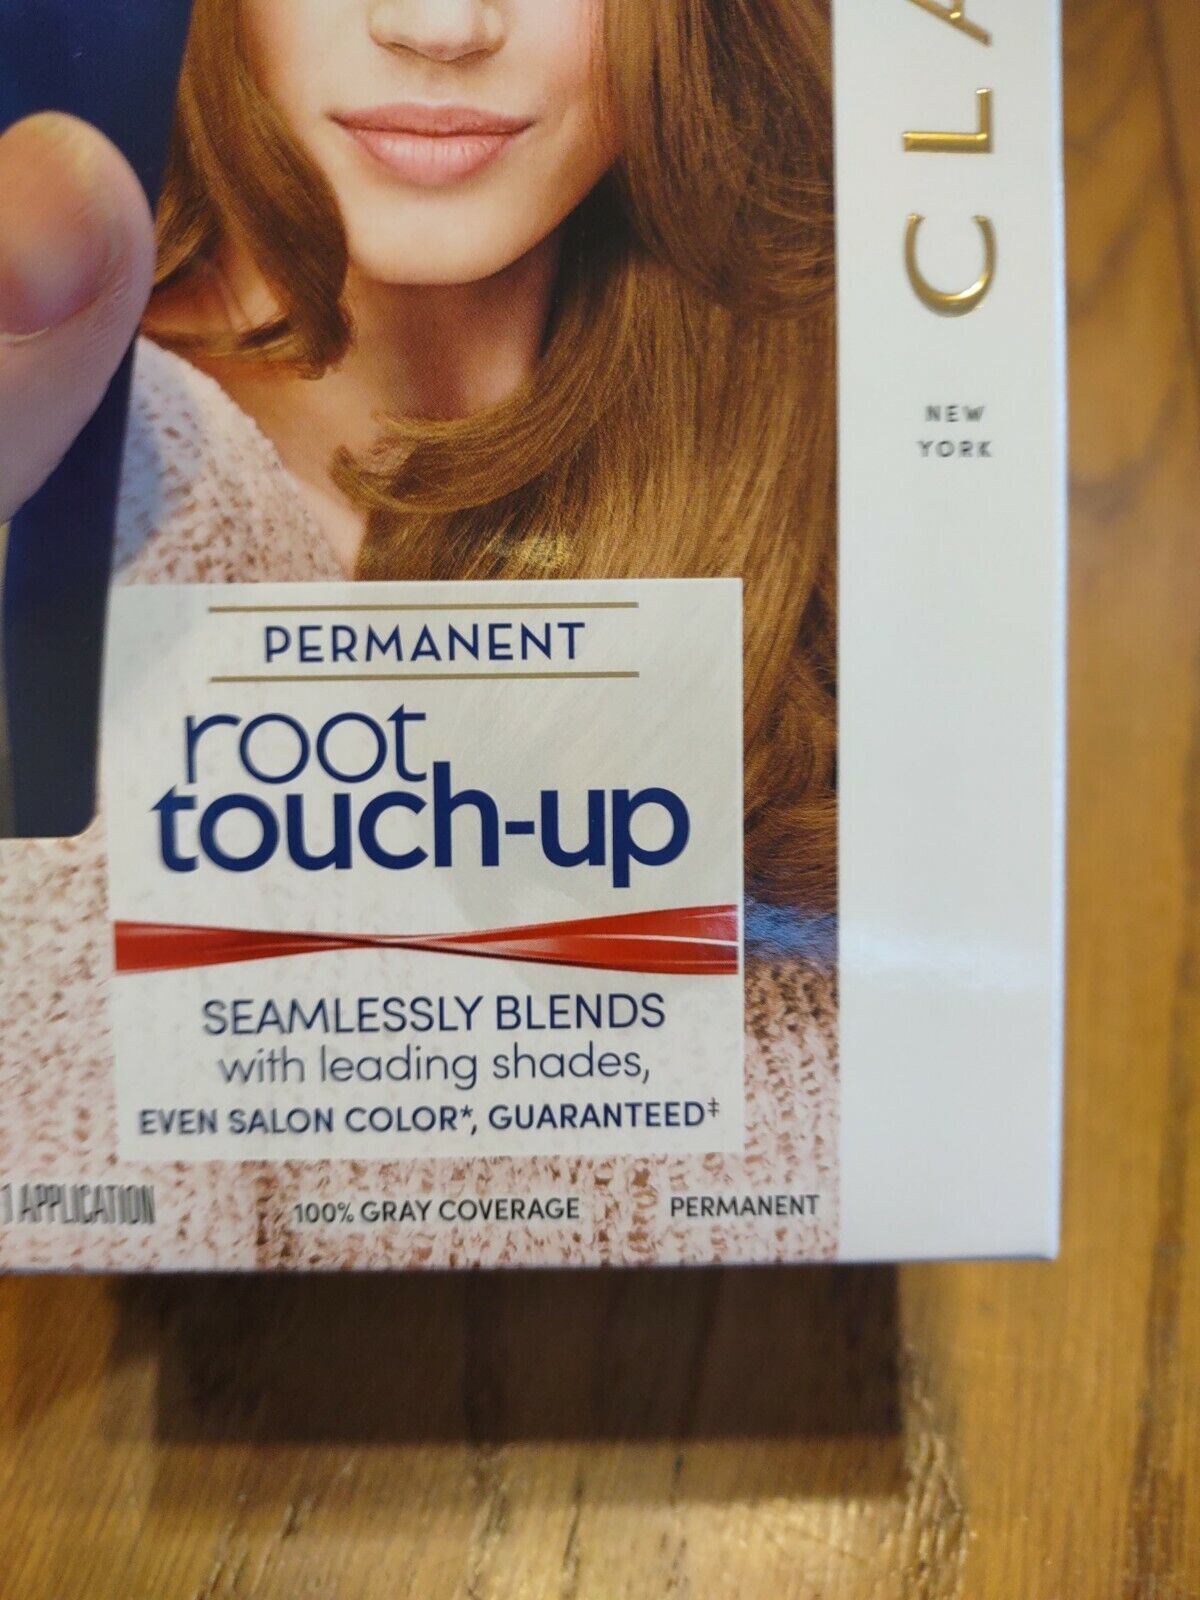 CLA
NEW
YORK
PERMANENT
root
touch-up
SEAMLESSLY BLENDS
with leading shades,
EVEN SALON COLOR*, GUARANTEED‡
1 APPLICATION
100% GRAY COVERAGE
PERMANENT